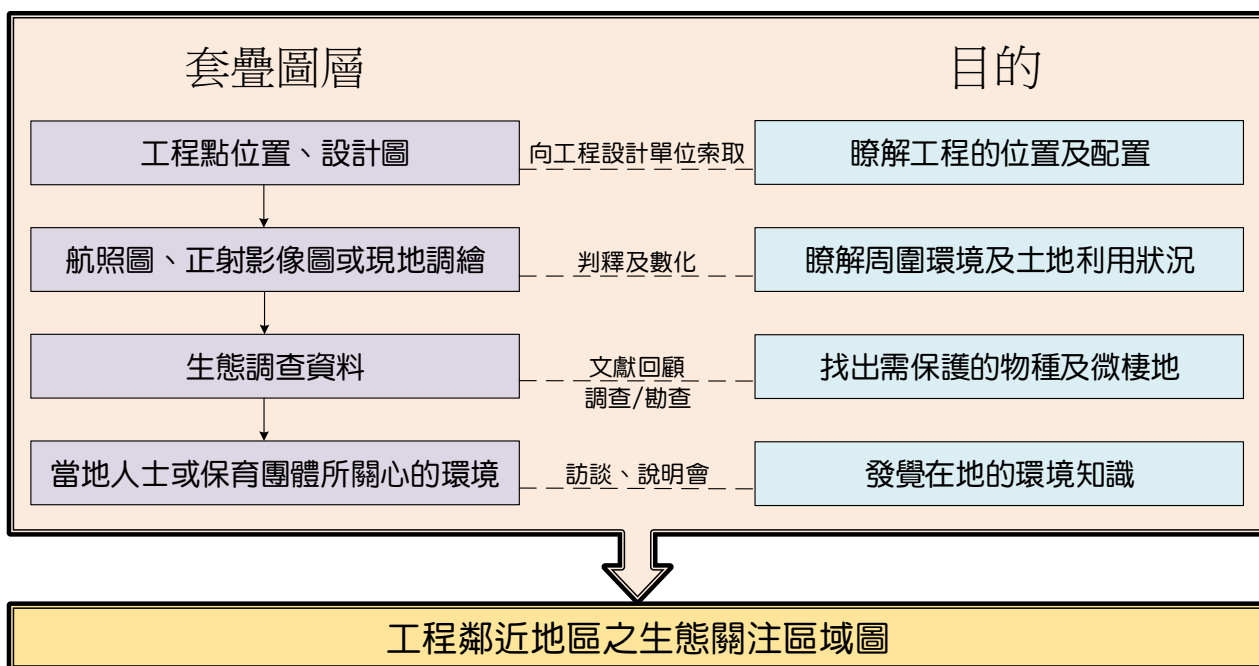 套疊圖層
目的
工程點位置、設計圖
向工程設計單位索取
瞭解工程的位置及配置
航照圖、正射影像圖或現地調繪
判釋及數化
瞭解周圍環境及土地利用狀況
生態調查資料
文獻回顧
調查/勘查
找出需保護的物種及微棲地
當地人士或保育團體所關心的環境
訪談、說明會
發覺在地的環境知識
工程鄰近地區之生態關注區域圖